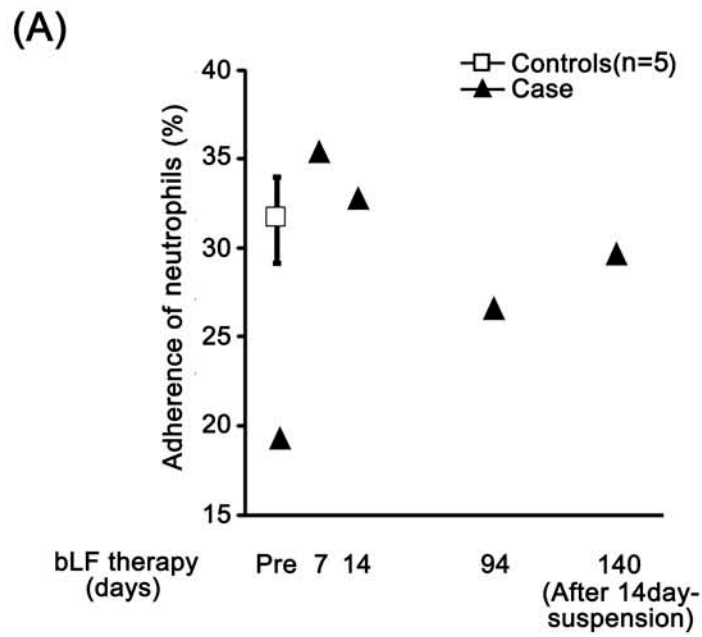 (A)
Controls(n=5)
Case
40
35
30
25
20
15
Adherence of neutrophils (%)
bLF therapy
(days)
Pre 7 14 94 140
(After 14day-
suspension)